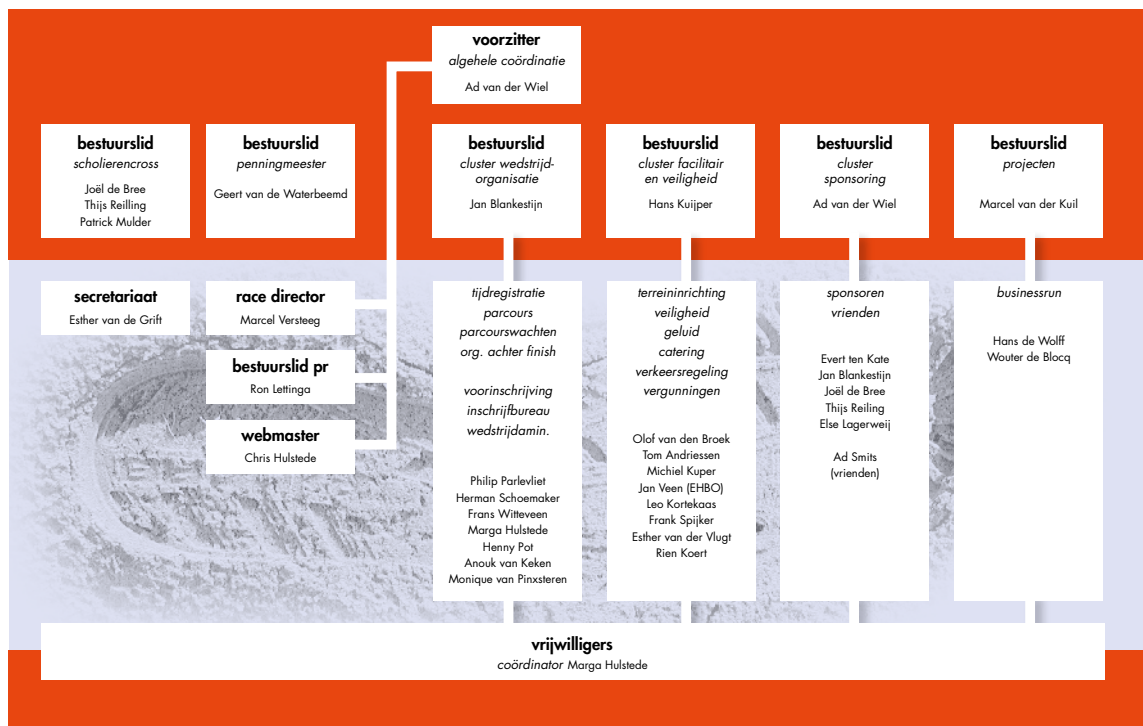 voorzitter
algehele coördinatie
Ad van der Wiel
bestuurslid
scholierencross
Joël de Bree
Thijs Reilling
Patrick Mulder
bestuurslid
penningmeester
Geert van de Waterbeemd
bestuurslid
cluster wedstrijd-
organisatie
Jan Blankestijn
bestuurslid
cluster facilitair
en veiligheid
Hans Kuijper
bestuurslid
cluster
sponsoring
Ad van der Wiel
bestuurslid
projecten
Marcel van der Kuil
secretariaat
Esther van de Grift
race director
Marcel Versteeg
bestuurslid pr
Ron Lettinga
webmaster
Chris Hulstede
tijdregistratie
parcours
parcourswachten
org. achter finish
voorinschrijving
inschrijfbureau
wedstrijdamin.
Philip Parlevliet
Herman Schoemaker
Frans Witteveen
Marga Hulstede
Henny Pot
Anouk van Keken
Monique van Pinxsteren
terreininrichting
veiligheid
geluid
catering
verkeersregeling
vergunningen
Olof van den Broek
Tom Andriessen
Michiel Kuper
Jan Veen (EHBO)
Leo Kortekaas
Frank Spijker
Esther van der Vlugt
Rien Koert
sponsoren
vrienden
Evert ten Kate
Jan Blankestijn
Joël de Bree
Thijs Reiling
Else Lagerweij
Ad Smits
(vrienden)
businessrun
Hans de Wolff
Wouter de Blocq
vrijwilligers
coördinator Marga Hulstede